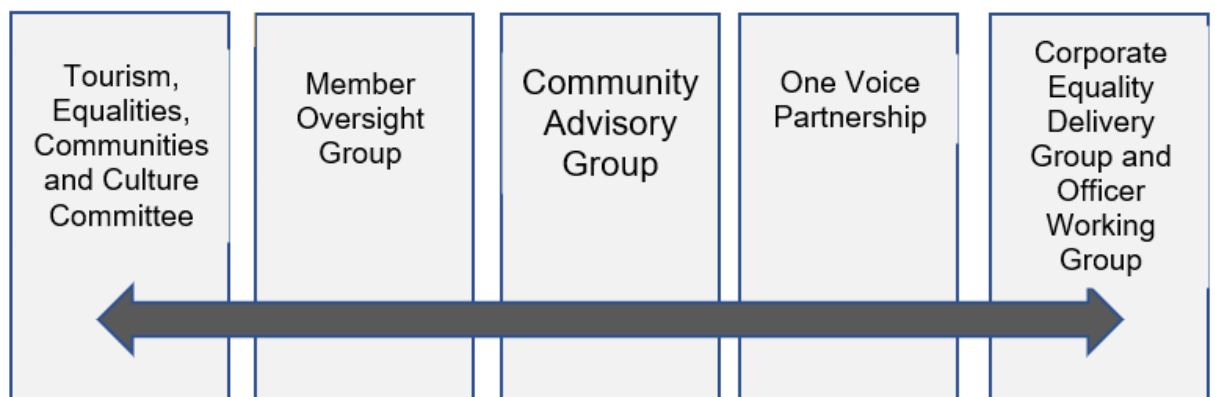 Tourism,
Equalities,
Communities
and Culture
Committee
Member
Oversight
Group
Community
Advisory
Group
One Voice
Partnership
Corporate
Equality
Delivery
Group and
Officer
Working
Group